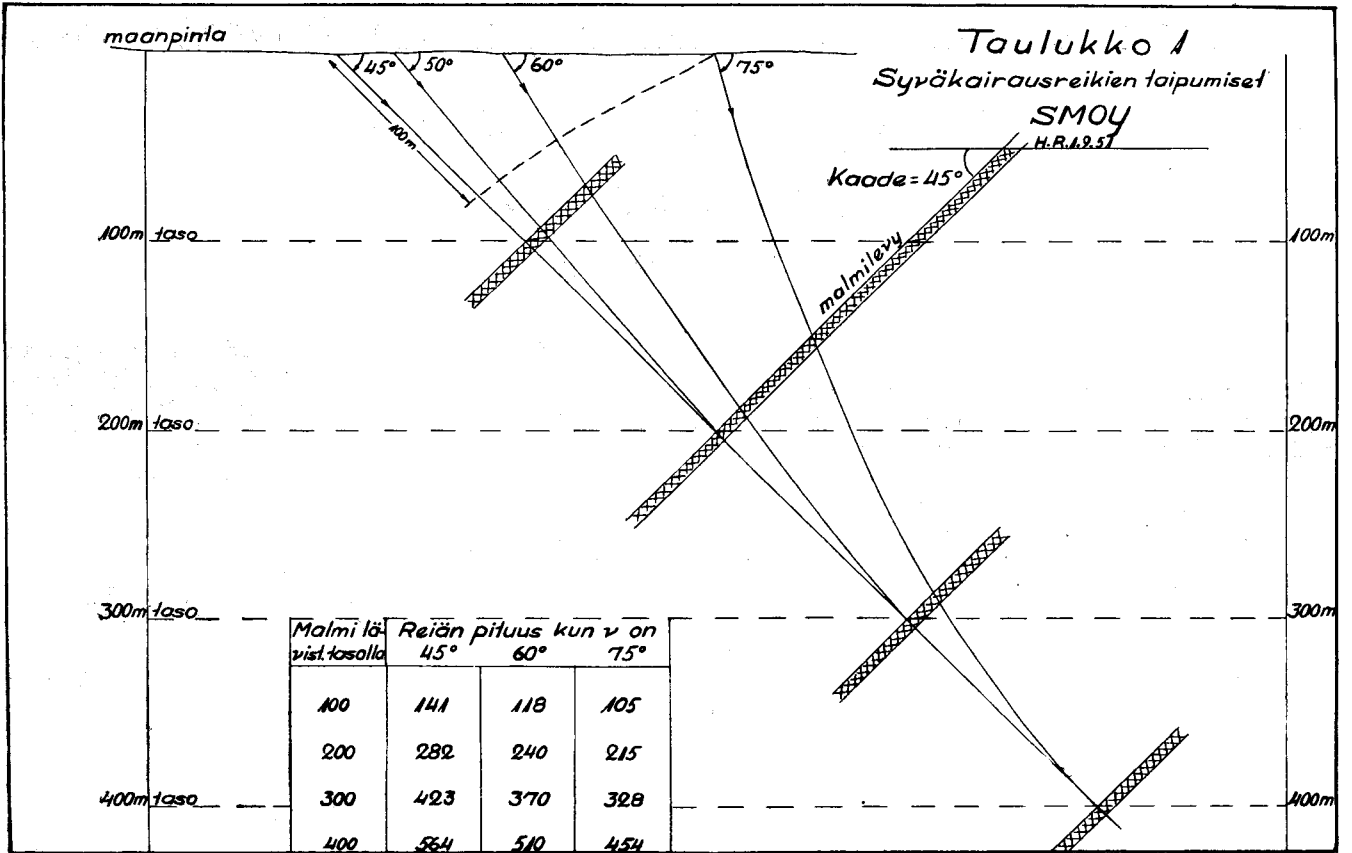 maanpinta
45°
50°
60°
75°
100m
Taulukko 1
Syväkairausreikien taipumiset
SMOY
H.R.1.9.51
Kaade=45°
malmilevy
100m taso
100m
200m taso
200m
300m taso
300m
400m taso
400m
Malmi lä- Reiän pituus kun v on
vist. tasolla 45° 60° 75°
100 141 118 105
200 282 240 215
300 423 370 328
400 564 510 454